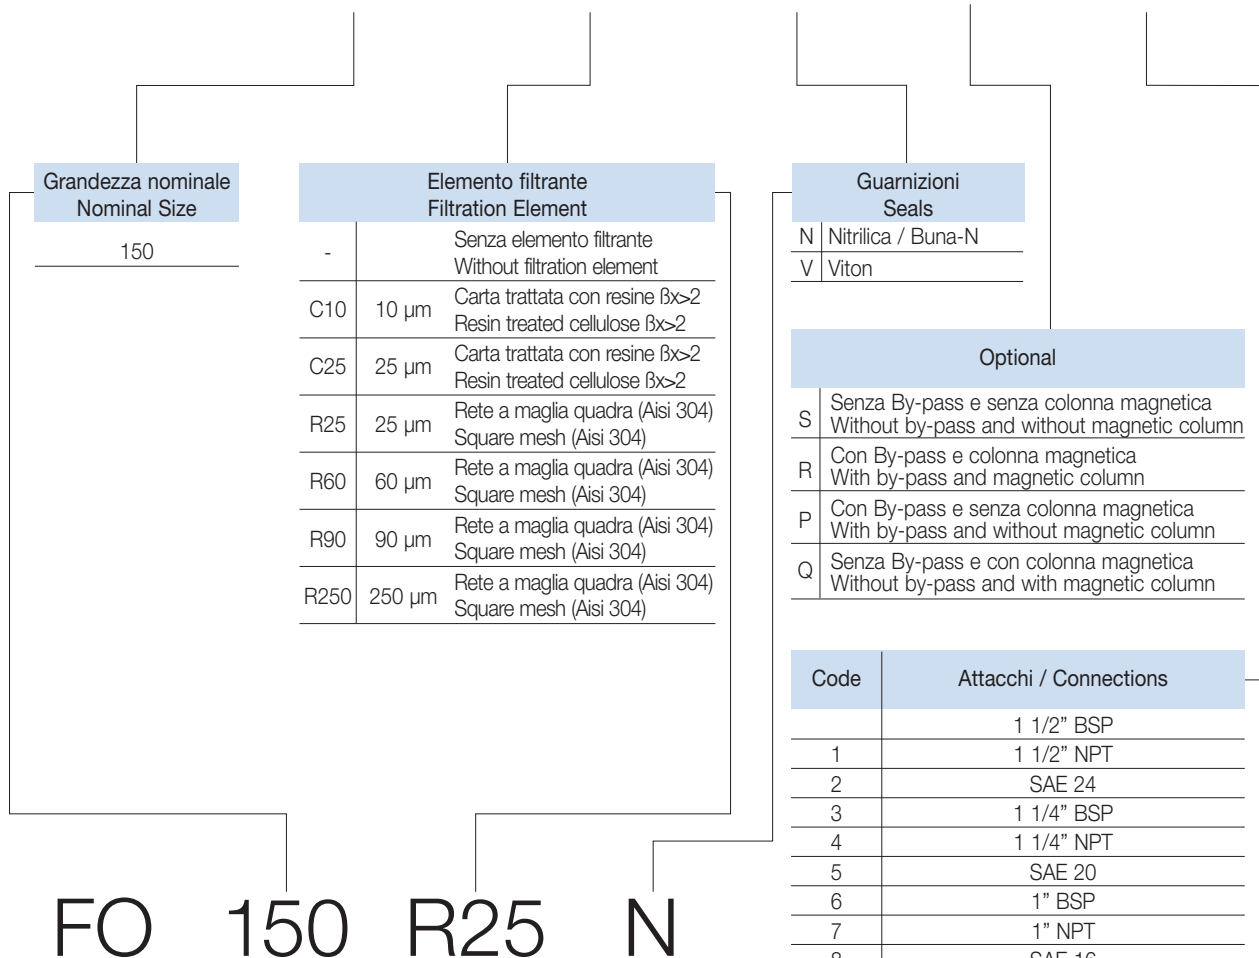 Grandezza nominale
Nominal Size
150
Elemento filtrante
Filtration Element
-
Senza elemento filtrante
Without filtration element
C10 10 µm Carta trattata con resine ßx>2
Resin treated cellulose ßx>2
C25 25 µm Carta trattata con resine ßx>2
Resin treated cellulose ßx>2
R25 25 µm Rete a maglia quadra (Aisi 304)
Square mesh (Aisi 304)
R60 60 µm Rete a maglia quadra (Aisi 304)
Square mesh (Aisi 304)
R90 90 µm Rete a maglia quadra (Aisi 304)
Square mesh (Aisi 304)
R250 250 µm Rete a maglia quadra (Aisi 304)
Square mesh (Aisi 304)
Guarnizioni
Seals
N Nitrilica / Buna-N
V Viton
Optional
S Senza By-pass e senza colonna magnetica
Without by-pass and without magnetic column
R Con By-pass e colonna magnetica
With by-pass and magnetic column
P Con By-pass e senza colonna magnetica
With by-pass and without magnetic column
Q Senza By-pass e con colonna magnetica
Without by-pass and with magnetic column
Code Attacchi / Connections
1 1/2” BSP
1 1 1/2” NPT
2 SAE 24
3 1 1/4” BSP
4 1 1/4” NPT
5 SAE 20
6 1” BSP
7 1” NPT
8 SAE 16
FO 150 R25 N